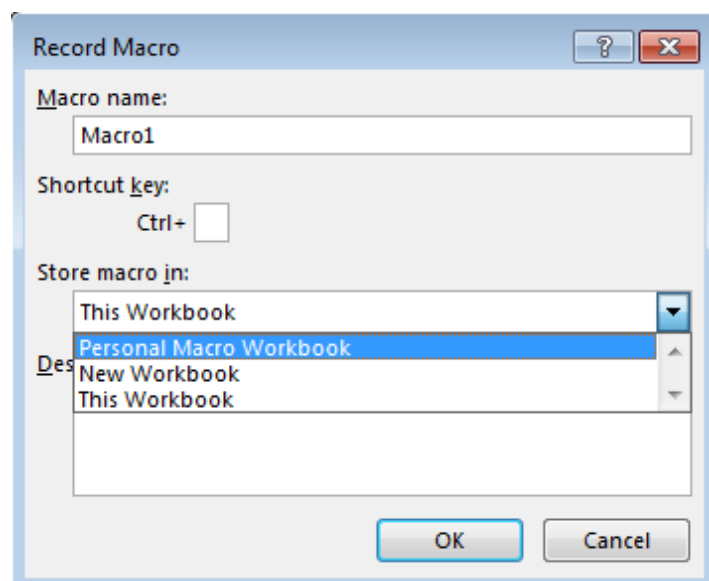 Record Macro ?
Macro name:
Macro1
Shortcut key:
Ctrl+
Store macro in:
This Workbook
Personal Macro Workbook
Des
New Workbook
This Workbook
OK Cancel